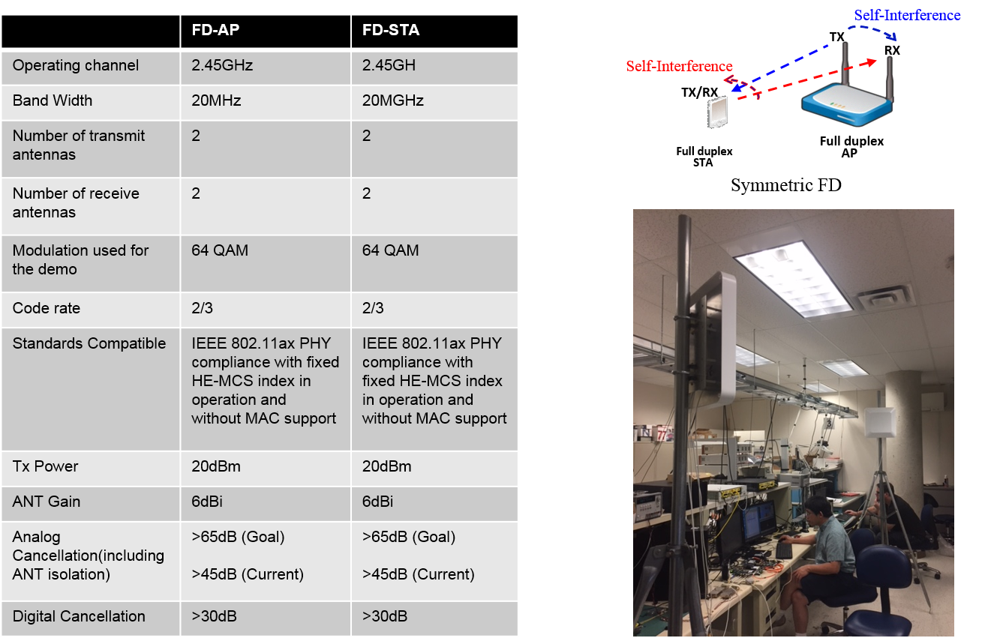 FD-AP FD-STA
Operating channel 2.45GHz 2.45GH
Band Width 20MHz 20MGHz
Number of transmit 2 2
antennas
Number of receive 2 2
antennas
Modulation used for 64 QAM 64 QAM
the demo
Code rate 2/3 2/3
Standards Compatible IEEE 802.11ax PHY IEEE 802.11ax PHY
compliance with fixed compliance with
HE-MCS index in fixed HE-MCS index
operation and in operation and
without MAC support without MAC support
Tx Power 20dBm 20dBm
ANT Gain 6dBi 6dBi
Analog >65dB (Goal) >65dB (Goal)
Cancellation(including
ANT isolation) >45dB (Current) >45dB (Current)
Digital Cancellation >30dB >30dB
Self-Interference
TX
RX
Self-Interference
TX/RX
Full duplex
AP
Full duplex
STA
Symmetric FD
77
3